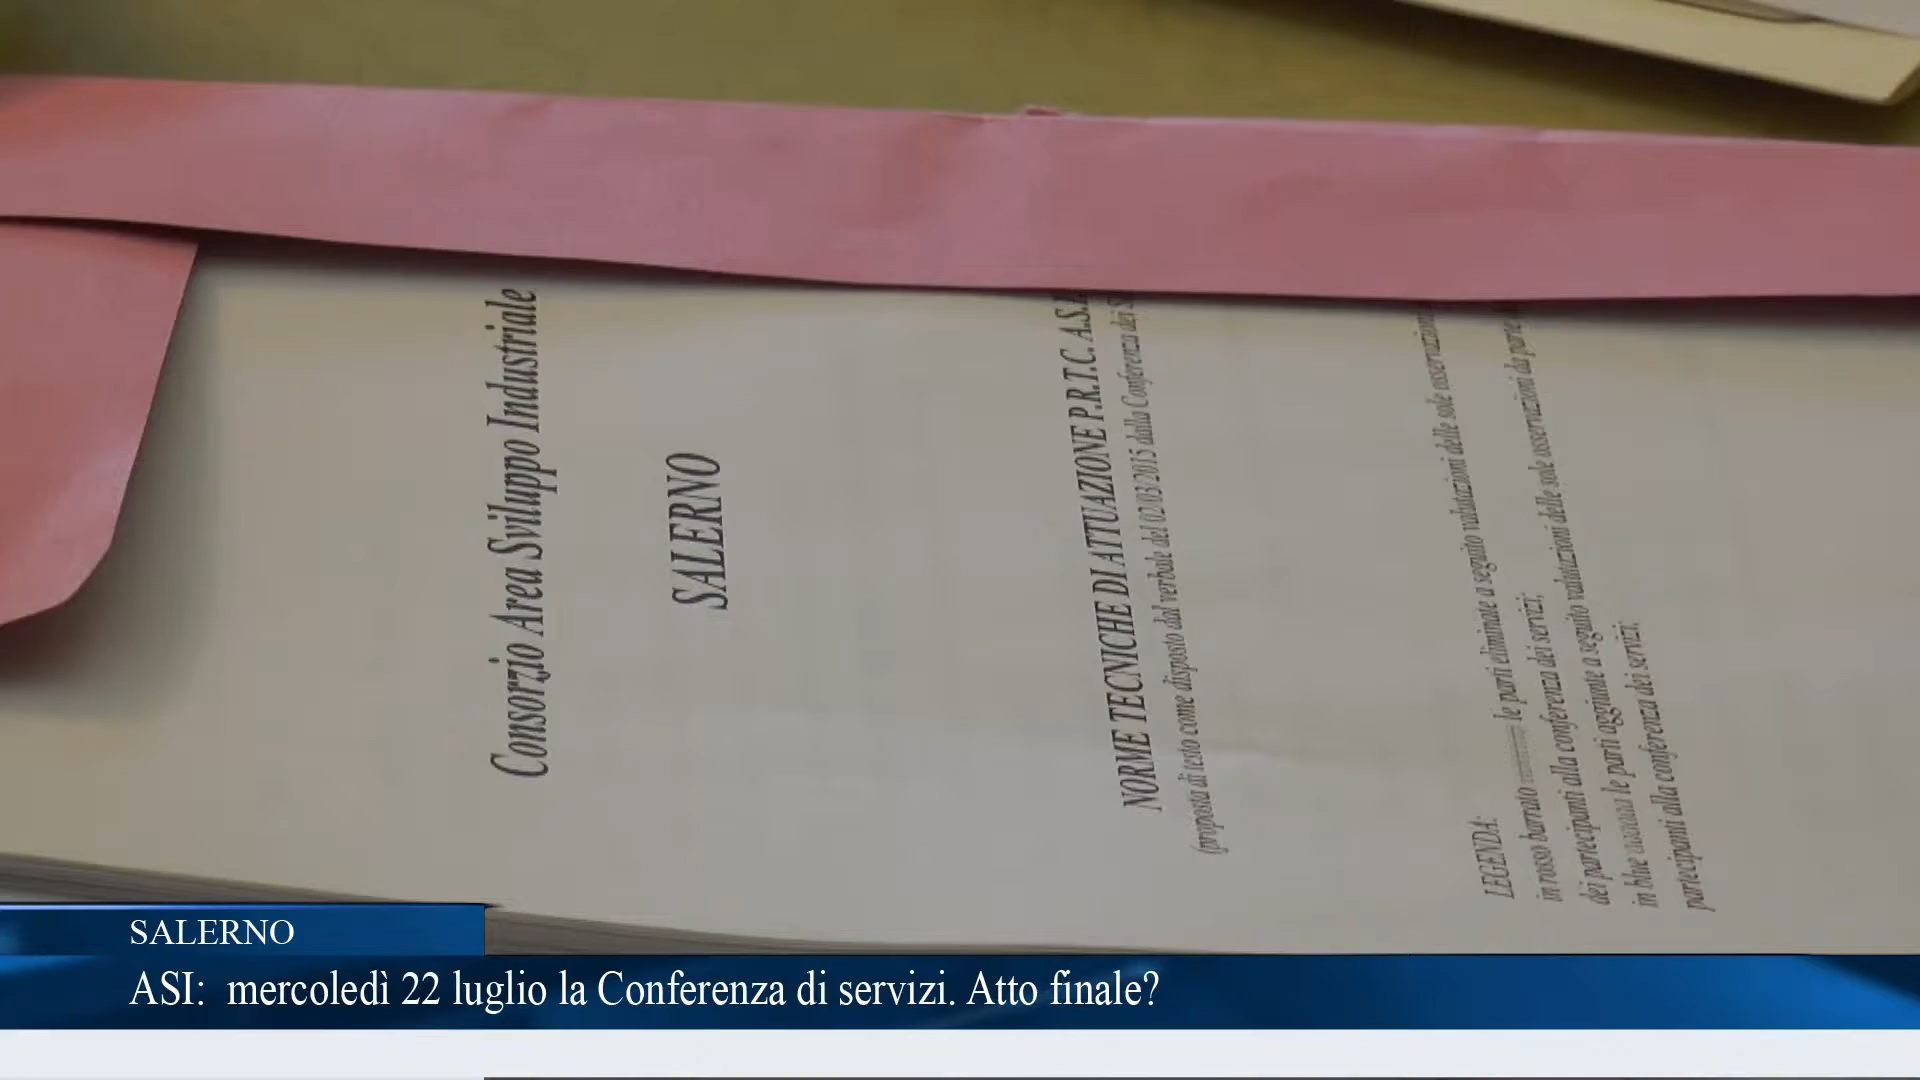 Consorzio Area Sviluppo Industriale
SALERNO
NORME TECNICHE DI ATTUAZIONE P.R.T.C. A.S.I.
(proposta di testo come disposto dal verbale del 02/03/2015 dalla Conferenza dei
LEGENDA:
in rosso barrato le parti eliminate a seguito valutazioni delle sole osservazioni
dei partecipanti alla conferenza dei servizi;
in blue le parti aggiunte a seguito valutazioni delle sole osservazioni da parte
partecipanti alla conferenza dei servizi;
SALERNO
ASI: mercoledì 22 luglio la Conferenza di servizi. Atto finale?